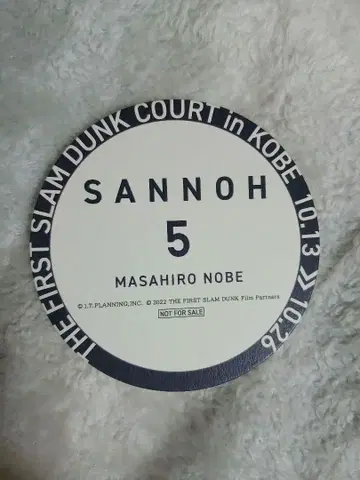 THE FIRST SLAM DUNK COURT in KOBE 10.13 ≫ 10.26
SANNOH
5
MASAHIRO NOBE
© I.T.PLANNING,INC. © 2022 THE FIRST SLAM DUNK Film Partners
NOT FOR SALE